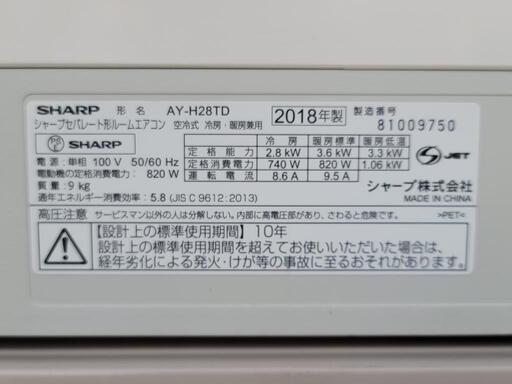 SHARP 形名 AY-H28TD 2018年製 製造番号 81009750
シャープセパレート形ルームエアコン 空冷式 冷房・暖房兼用
PS E SHARP
電源:単相 100 V 50/60 Hz
電動機の定格消費電力:820 W
質量:9 kg
冷房 暖房標準 暖房低温
定格能力 2.8 kW 3.6 kW 3.3 kW
定格消費電力 740 W 820 W 1.06 kW
運転電流 8.6 A 9.5 A
S JET
通年エネルギー消費効率:5.8 (JIS C 9612:2013)
シャープ株式会社
MADE IN CHINA
高圧注意 サービスマン以外の人は分解しないでください。内部に高電圧部があり、さわると危険です。 >PET<
【設計上の標準使用期間】10年
設計上の標準使用期間を超えてお使いいただいた場合は、
経年劣化による発火・けが等の事故に至るおそれがあります。